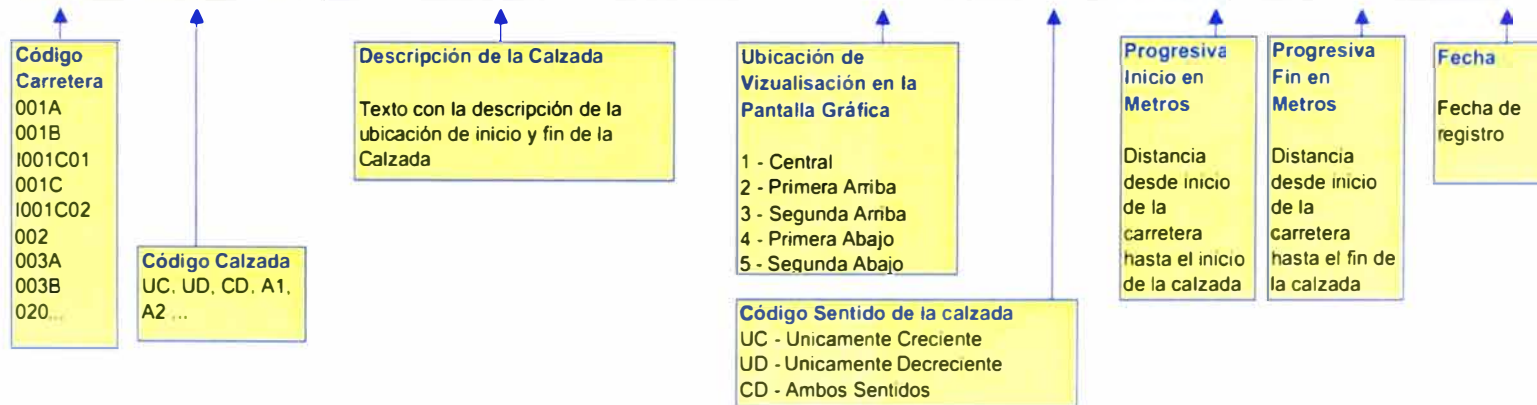 Código
Carretera
001A
001B
I001C01
001C
I001C02
002
003A
003B
020...
Código Calzada
UC, UD, CD, A1,
A2 ...
Descripción de la Calzada
Texto con la descripción de la
ubicación de inicio y fin de la
Calzada
Ubicación de
Vizualisación en la
Pantalla Gráfica
1 - Central
2 - Primera Arriba
3 - Segunda Arriba
4 - Primera Abajo
5 - Segunda Abajo
Código Sentido de la calzada
UC - Unicamente Creciente
UD - Unicamente Decreciente
CD - Ambos Sentidos
Progresiva
Inicio en
Metros
Distancia
desde inicio
de la
carretera
hasta el inicio
de la calzada
Progresiva
Fin en
Metros
Distancia
desde inicio
de la
carretera
hasta el fin de
la calzada
Fecha
Fecha de
registro